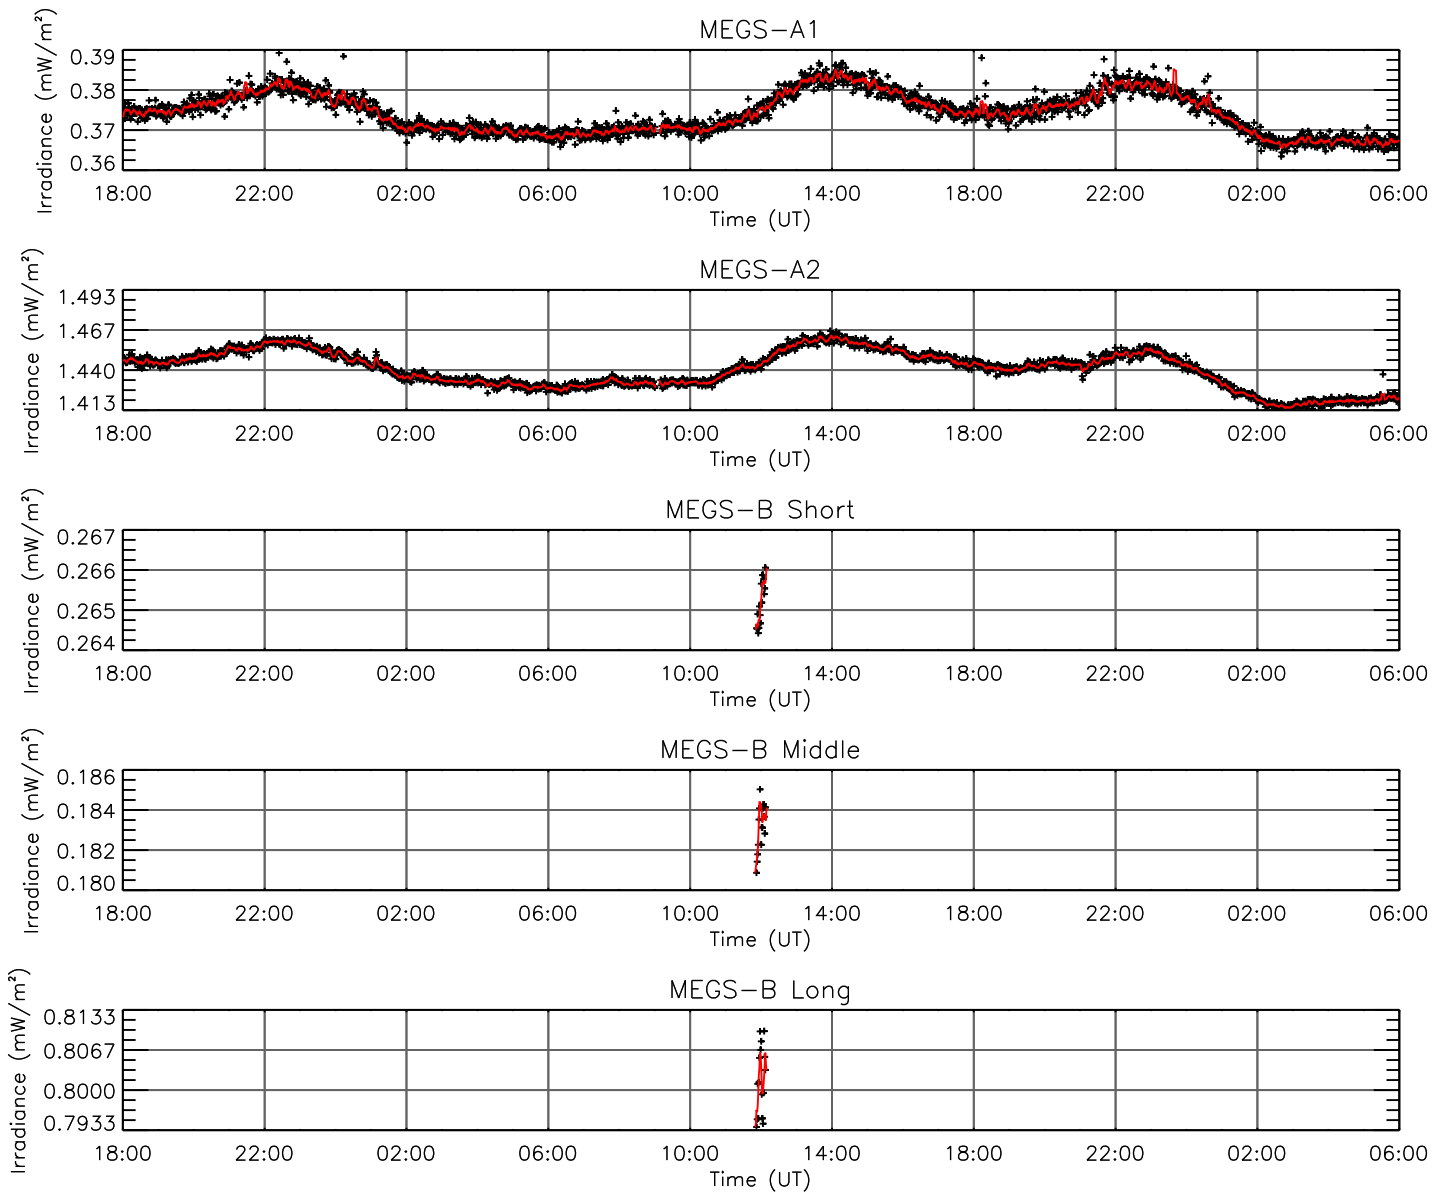 MEGS-A1
Irradiance (mW/m²)
0.39
0.38
0.37
0.36
18:00 22:00 02:00 06:00 10:00 14:00 18:00 22:00 02:00 06:00
Time (UT)
MEGS-A2
Irradiance (mW/m²)
1.493
1.467
1.440
1.413
18:00 22:00 02:00 06:00 10:00 14:00 18:00 22:00 02:00 06:00
Time (UT)
MEGS-B Short
Irradiance (mW/m²)
0.267
0.266
0.265
0.264
18:00 22:00 02:00 06:00 10:00 14:00 18:00 22:00 02:00 06:00
Time (UT)
MEGS-B Middle
Irradiance (mW/m²)
0.186
0.184
0.182
0.180
18:00 22:00 02:00 06:00 10:00 14:00 18:00 22:00 02:00 06:00
Time (UT)
MEGS-B Long
Irradiance (mW/m²)
0.8133
0.8067
0.8000
0.7933
18:00 22:00 02:00 06:00 10:00 14:00 18:00 22:00 02:00 06:00
Time (UT)